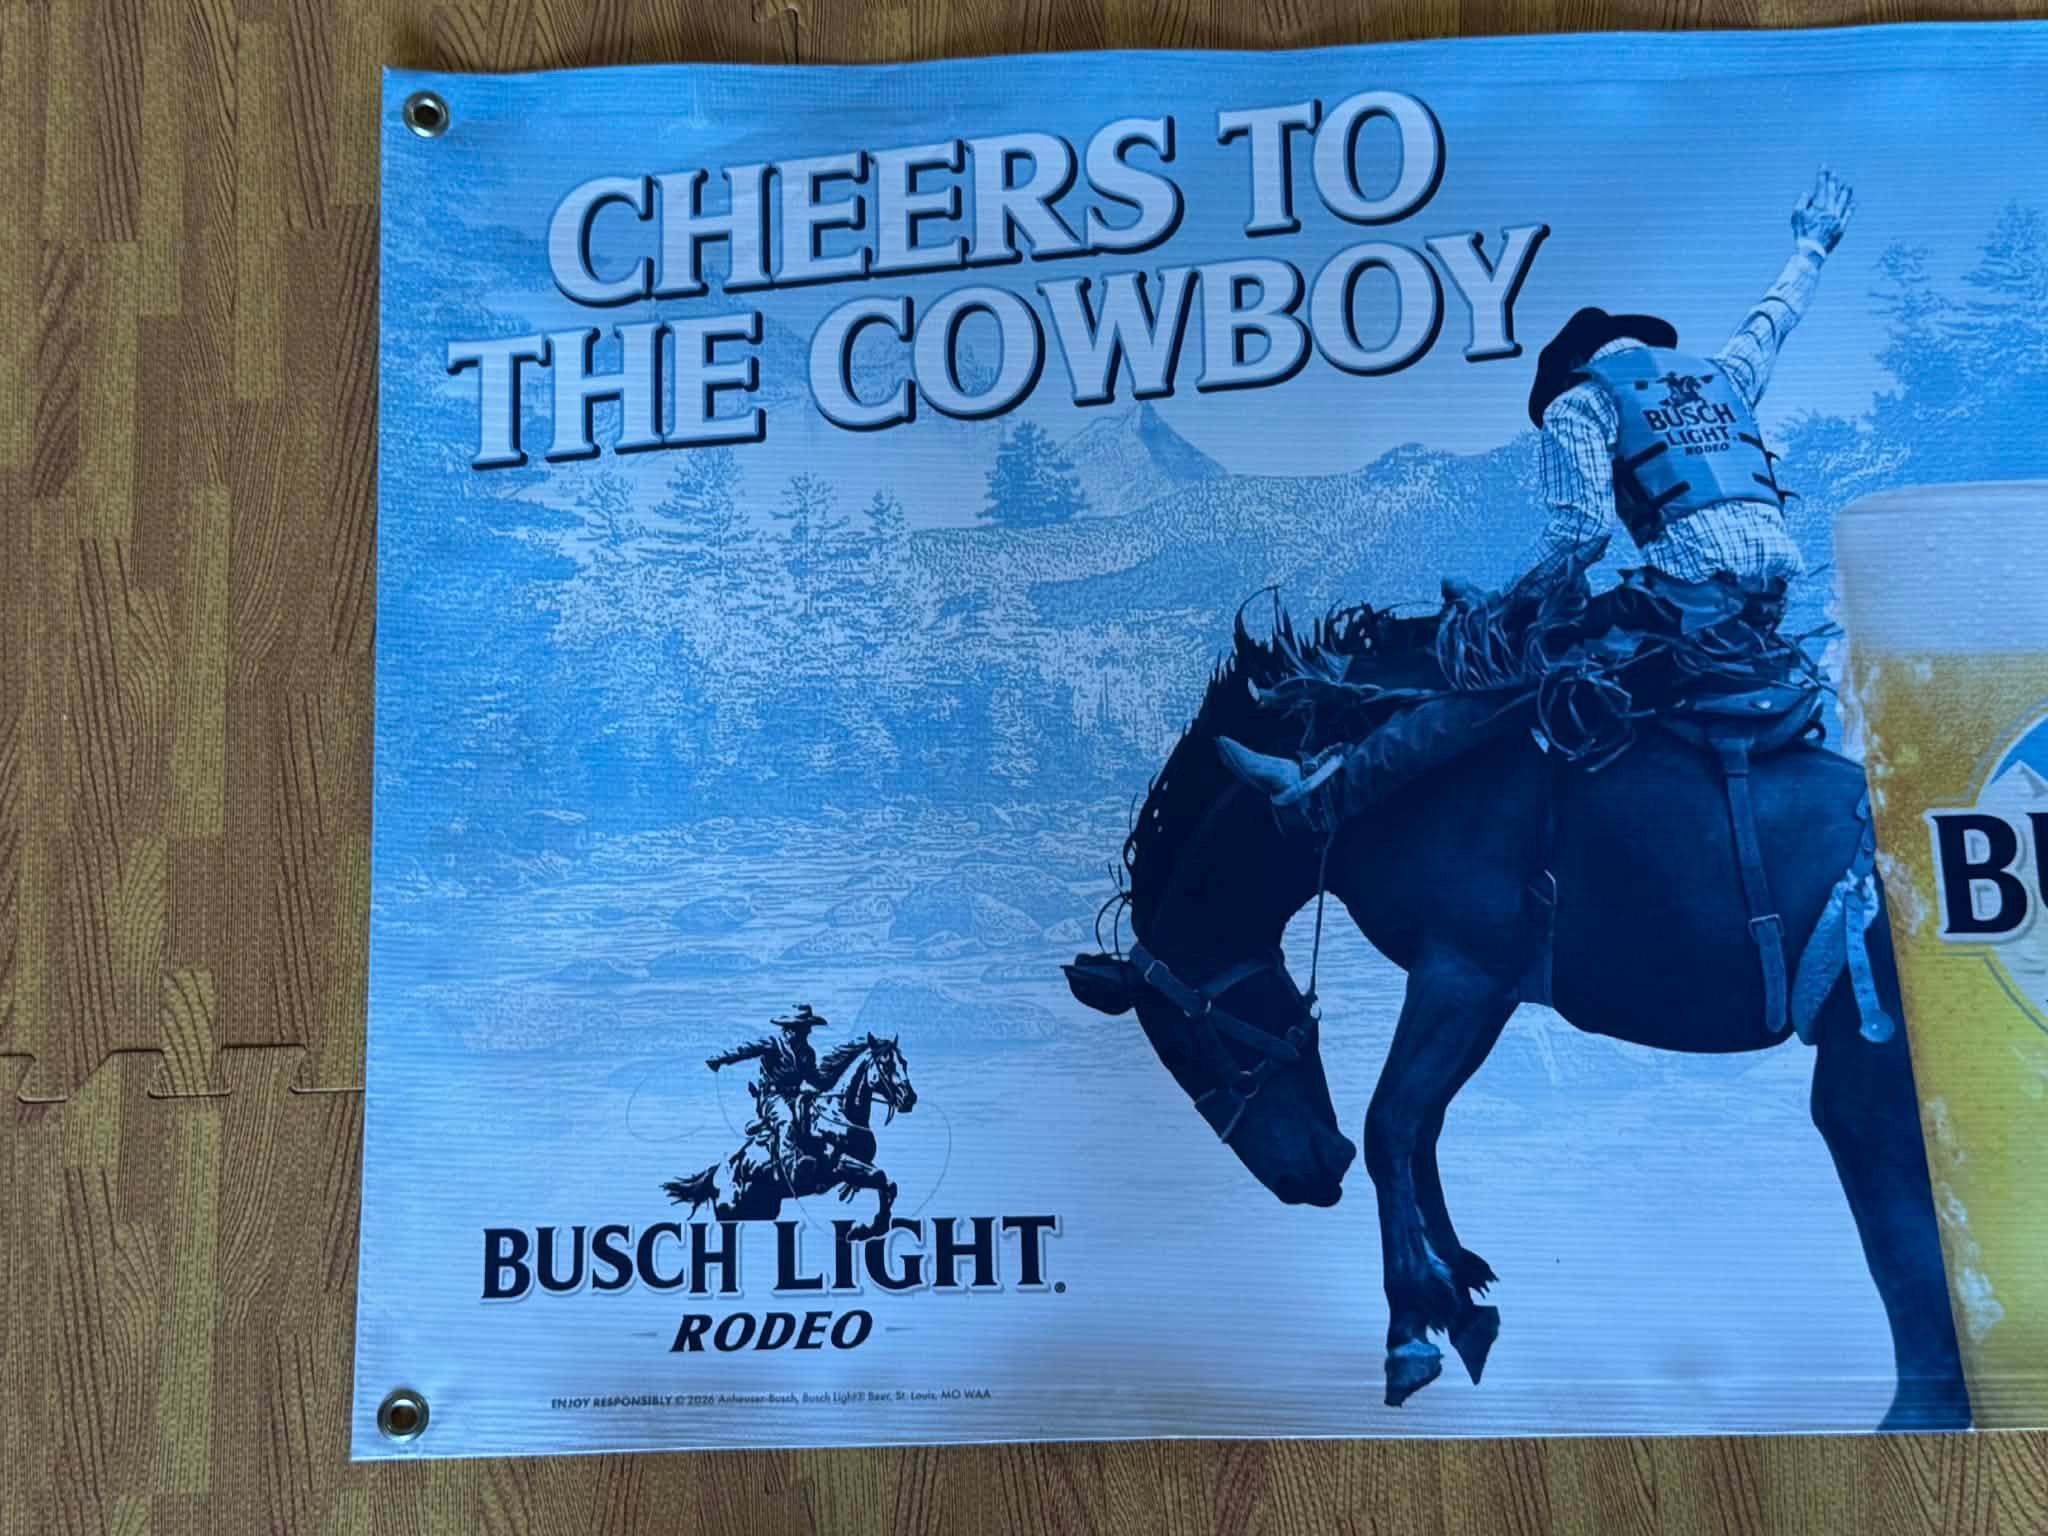 CHEERS TO
THE COWBOY
BUSCH
LIGHT.
RODEO
BUSCH LIGHT®
RODEO
ENJOY RESPONSIBLY © 2026 Anheuser-Busch, Busch Light® Beer, St. Louis, MO WAA